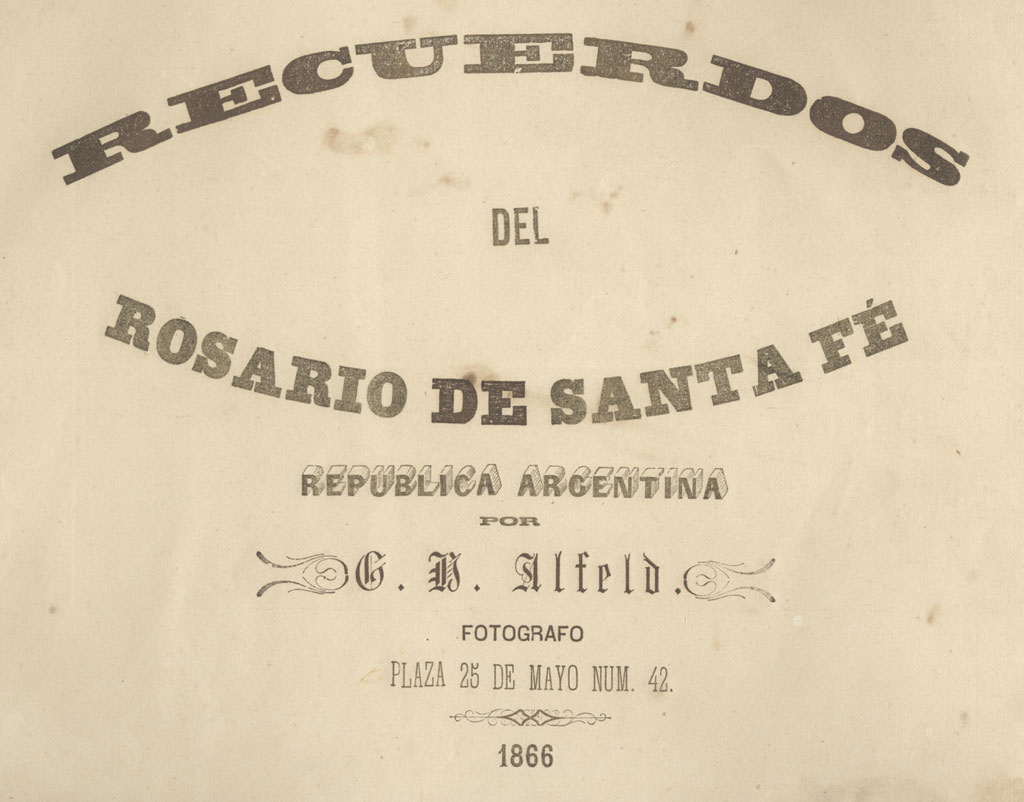 RECUERDOS
DEL
ROSARIO DE SANTA FÉ
REPUBLICA ARGENTINA
POR
G. H. Alfeld.
FOTOGRAFO
PLAZA 25 DE MAYO NUM. 42.
1866